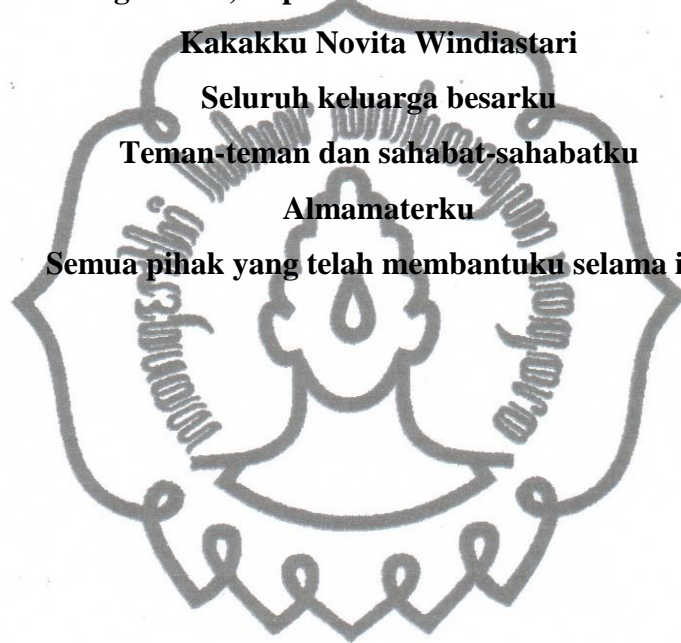 Kakakku Novita Windiastari
Seluruh keluarga besarku
Teman-teman dan sahabat-sahabatku
Almamaterku
Semua pihak yang telah membantuku selama i